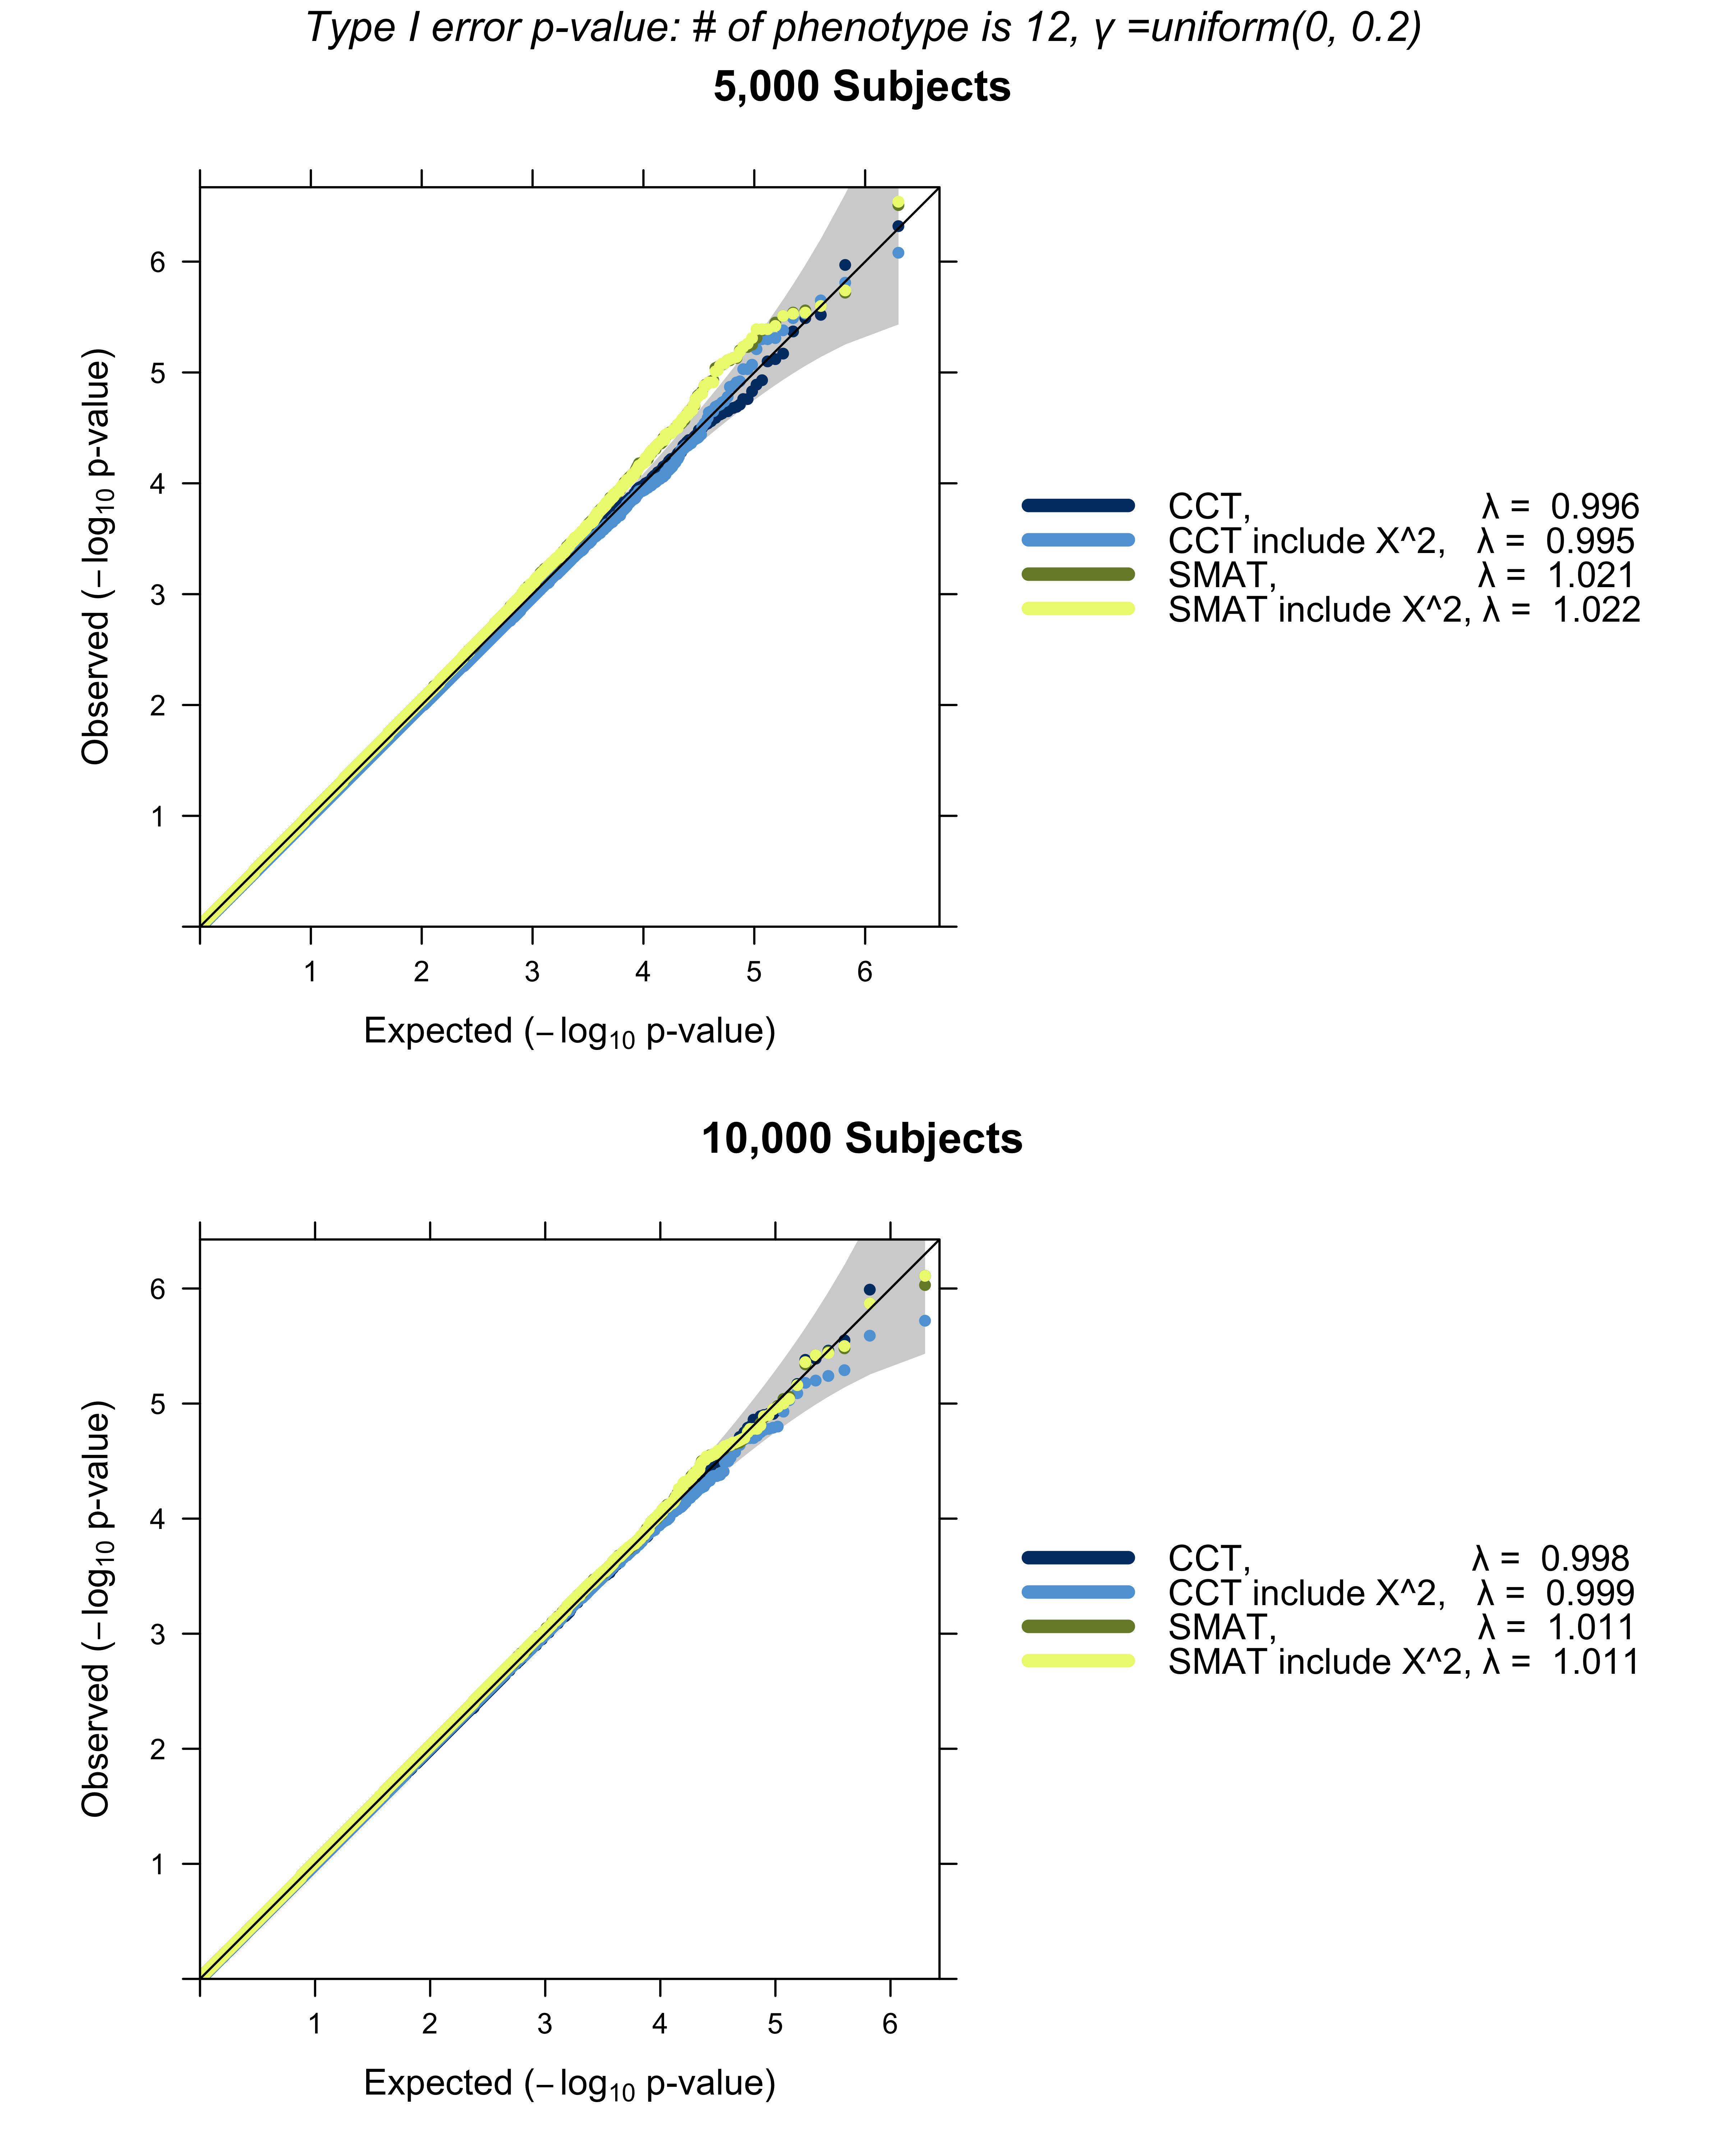 Type I error p-value: # of phenotype is 12, γ =uniform(0, 0.2)
5,000 Subjects
6
5
4
3
2
1
Observed (−log10 p-value)
1 2 3 4 5 6
Expected (−log10 p-value)
CCT, λ = 0.996
CCT include X^2, λ = 0.995
SMAT, λ = 1.021
SMAT include X^2, λ = 1.022
10,000 Subjects
6
5
4
3
2
1
Observed (−log10 p-value)
1 2 3 4 5 6
Expected (−log10 p-value)
CCT, λ = 0.998
CCT include X^2, λ = 0.999
SMAT, λ = 1.011
SMAT include X^2, λ = 1.011